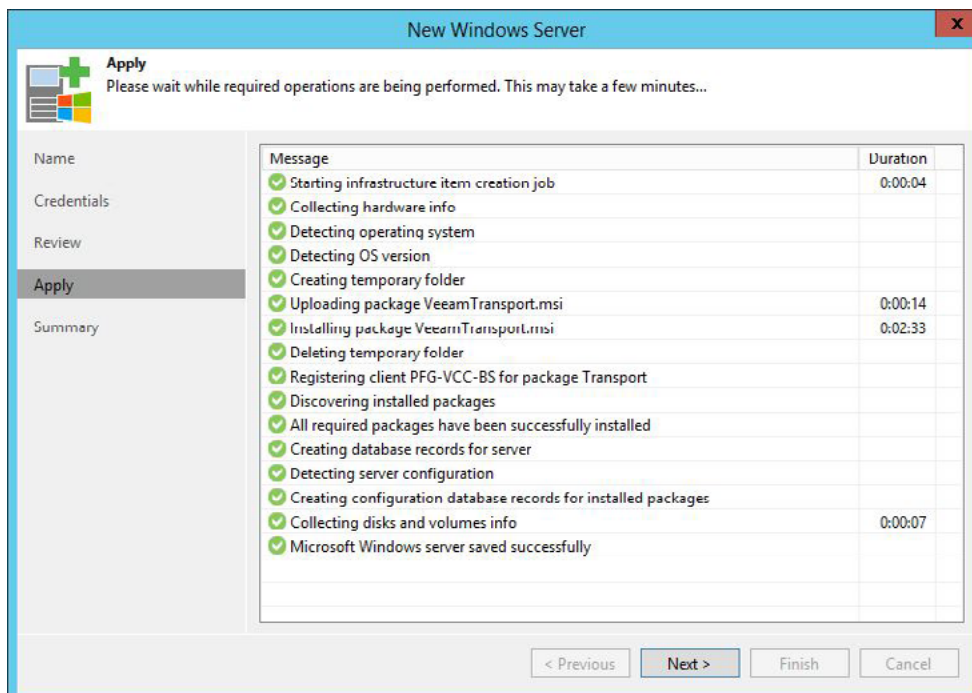 New Windows Server
x
Apply
Please wait while required operations are being performed. This may take a few minutes...
Name
Credentials
Review
Apply
Summary
Message Duration
Starting infrastructure item creation job 0:00:04
Collecting hardware info
Detecting operating system
Detecting OS version
Creating temporary folder
Uploading package VeeamTransport.msi 0:00:14
Installing package VeeamTransport.msi 0:02:33
Deleting temporary folder
Registering client PFG-VCC-BS for package Transport
Discovering installed packages
All required packages have been successfully installed
Creating database records for server
Detecting server configuration
Creating configuration database records for installed packages
Collecting disks and volumes info 0:00:07
Microsoft Windows server saved successfully
< Previous Next > Finish Cancel